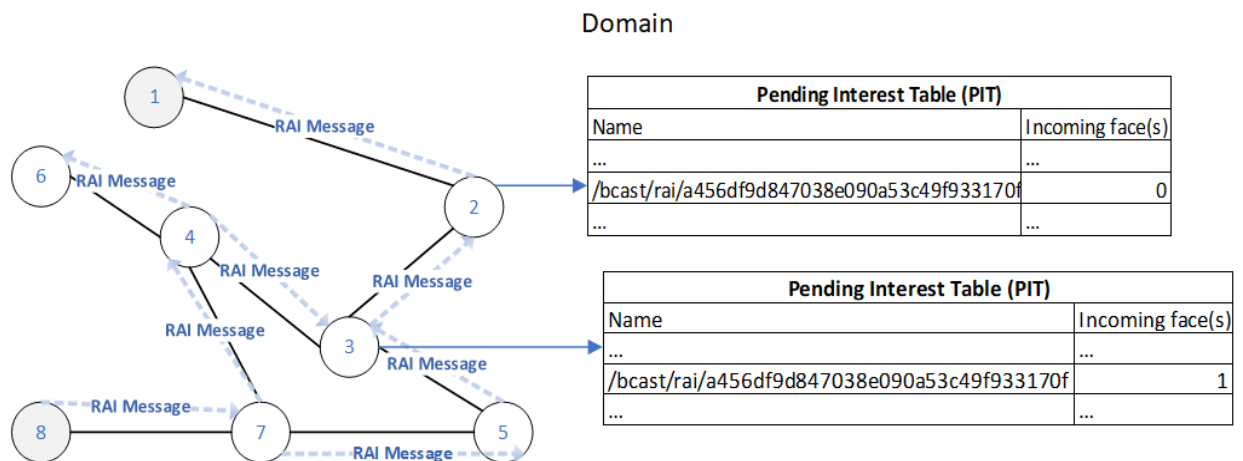 Domain
1
RAI Message
6
RAI Message
2
4
RAI Message
RAI Message
RAI Message
3
RAI Message
RAI Message
8
7
5
RAI Message
Pending Interest Table (PIT)
Name Incoming face(s)
... ...
/bcast/rai/a456df9d847038e090a53c49f933170f 0
... ...
Pending Interest Table (PIT)
Name Incoming face(s)
... ...
/bcast/rai/a456df9d847038e090a53c49f933170f 1
... ...